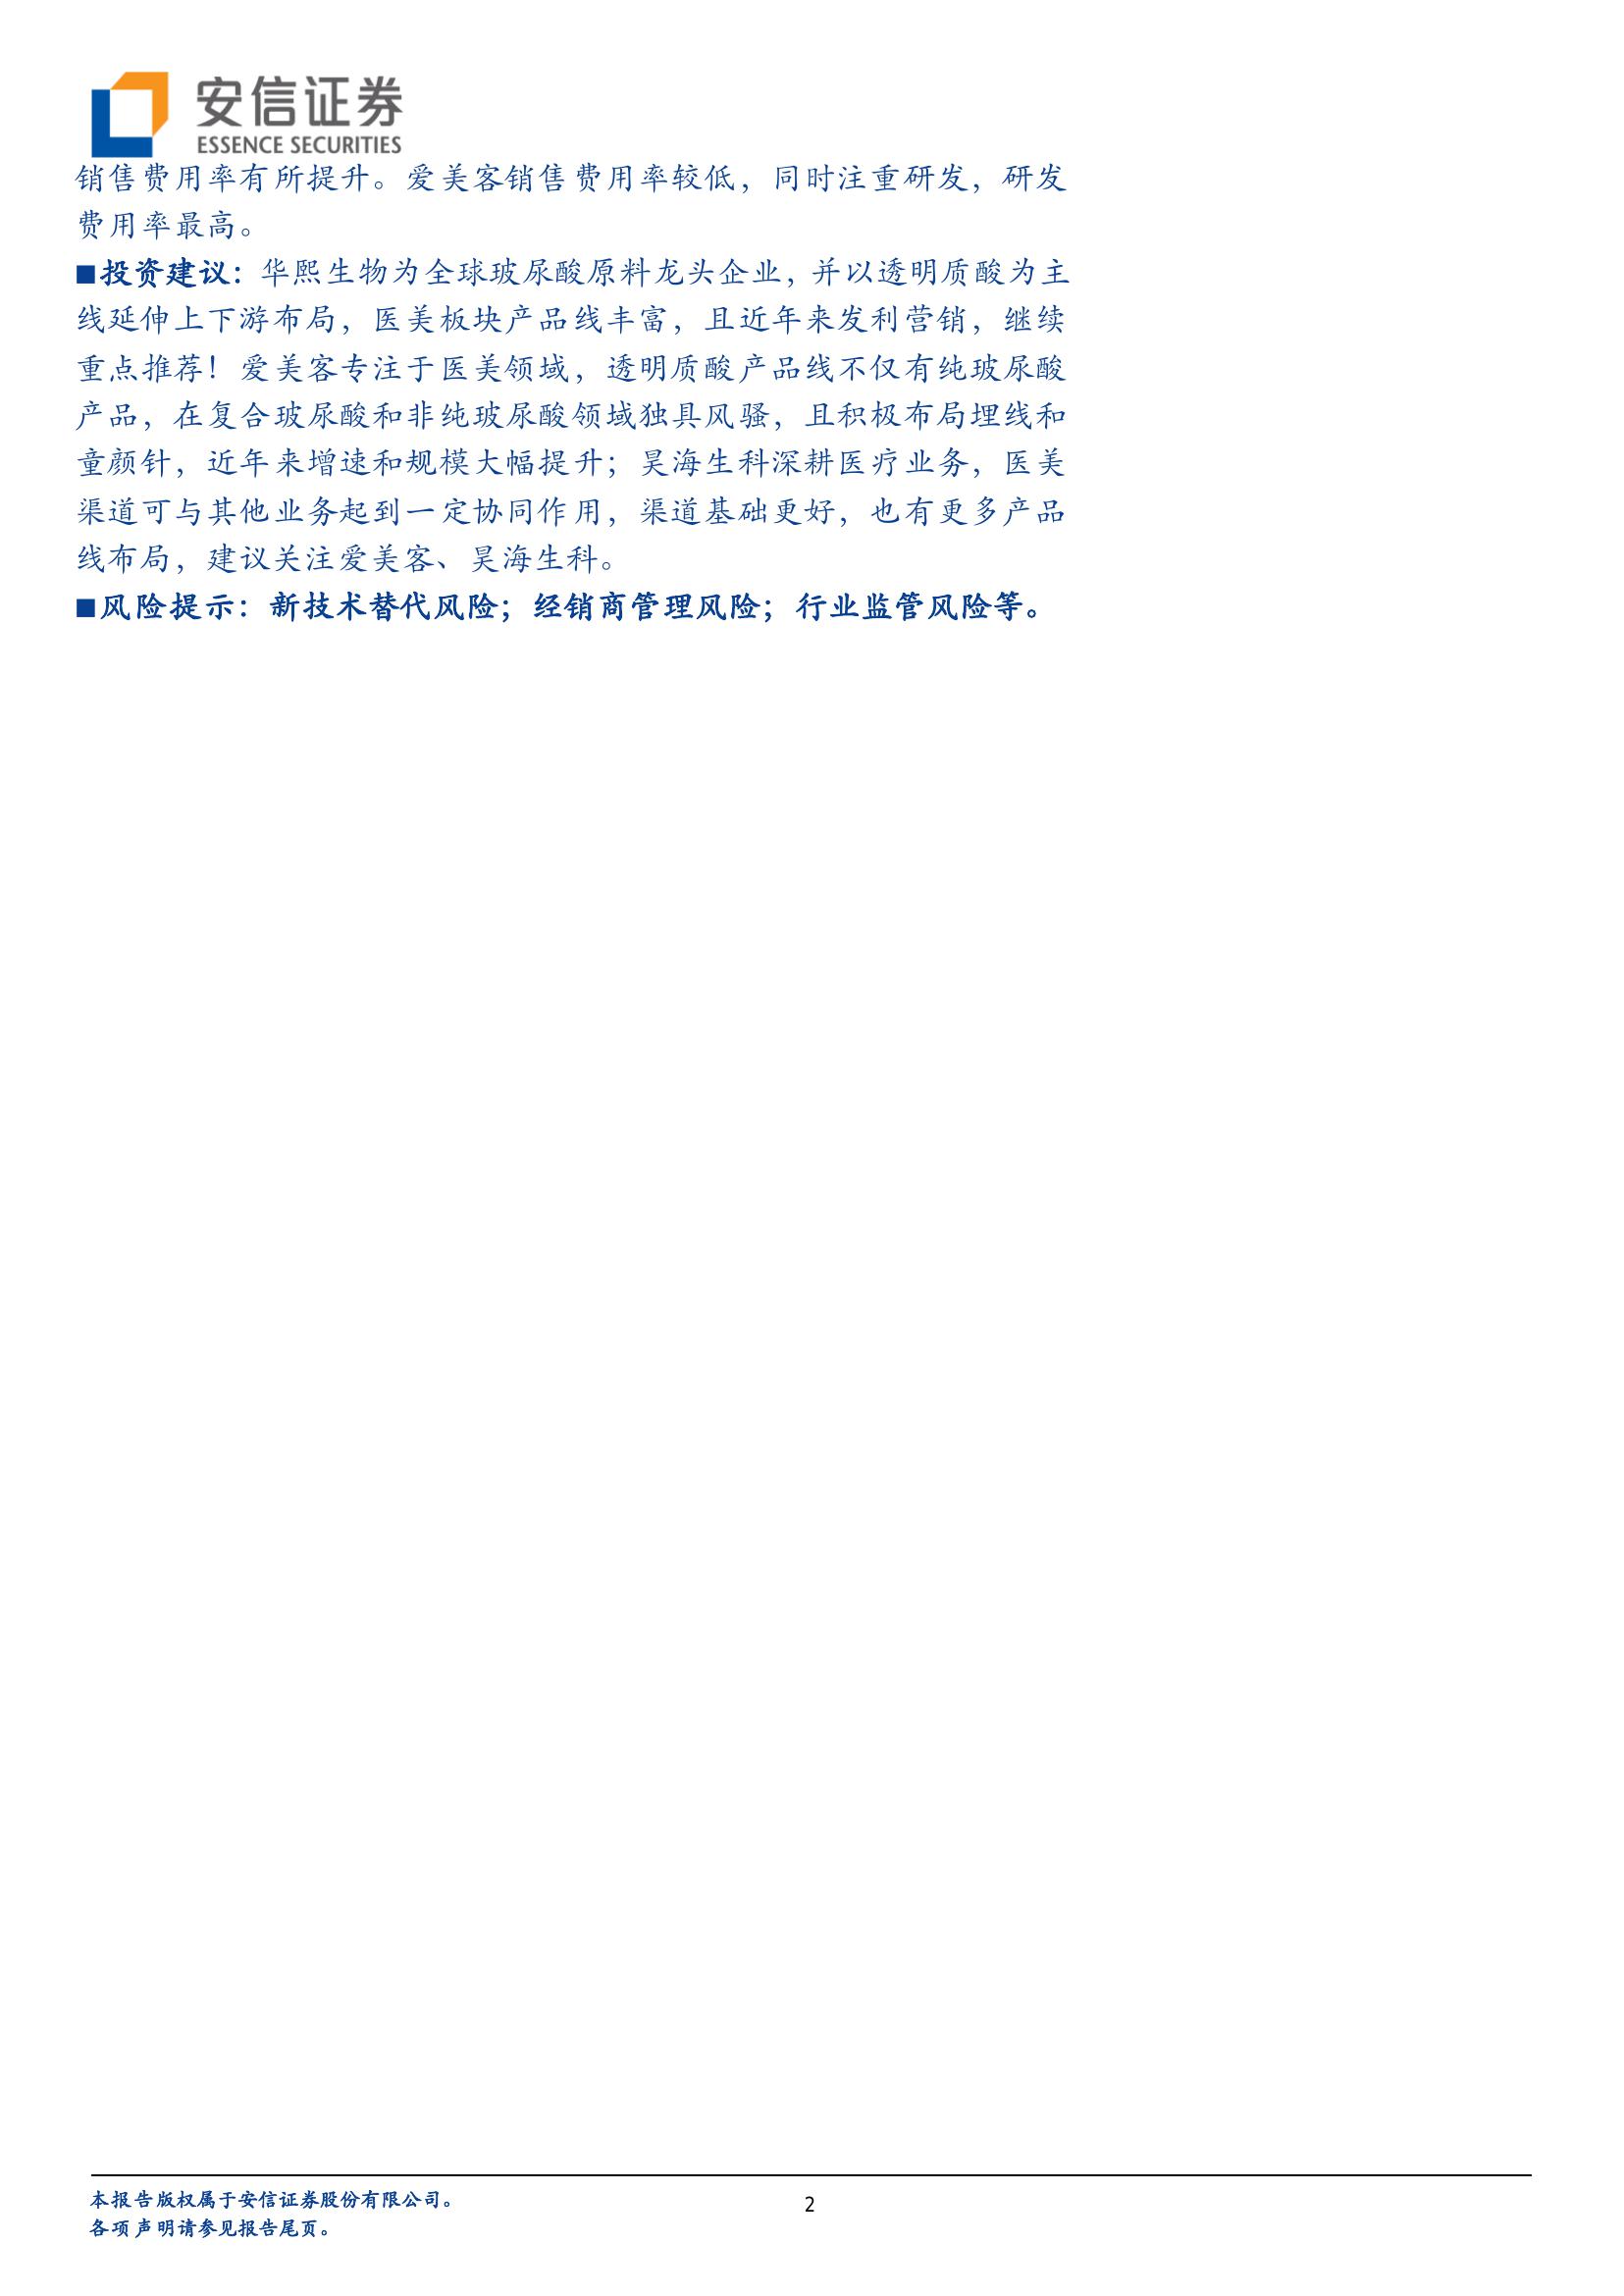 安信证券
ESSENCE SECURITIES
销售费用率有所提升。爱美客销售费用率较低，同时注重研发，研发
费用率最高。
■投资建议：华熙生物为全球玻尿酸原料龙头企业，并以透明质酸为主
线延伸上下游布局，医美板块产品线丰富，且近年来发利营销，继续
重点推荐！爱美客专注于医美领域，透明质酸产品线不仅有纯玻尿酸
产品，在复合玻尿酸和非纯玻尿酸领域独具风骚，且积极布局埋线和
童颜针，近年来增速和规模大幅提升；昊海生科深耕医疗业务，医美
渠道可与其他业务起到一定协同作用，渠道基础更好，也有更多产品
线布局，建议关注爱美客、昊海生科。
■风险提示：新技术替代风险；经销商管理风险；行业监管风险等。
本报告版权属于安信证券股份有限公司。
各项声明请参见报告尾页。
2